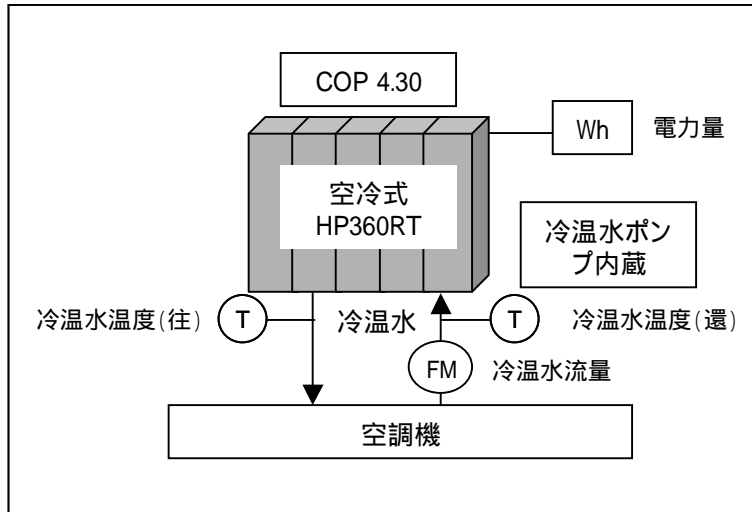 COP 4.30
Wh
電力量
空冷式
HP360RT
冷温水ポン
プ内蔵
冷温水温度(往)
T
冷温水
T
冷温水温度(還)
FM
冷温水流量
空調機